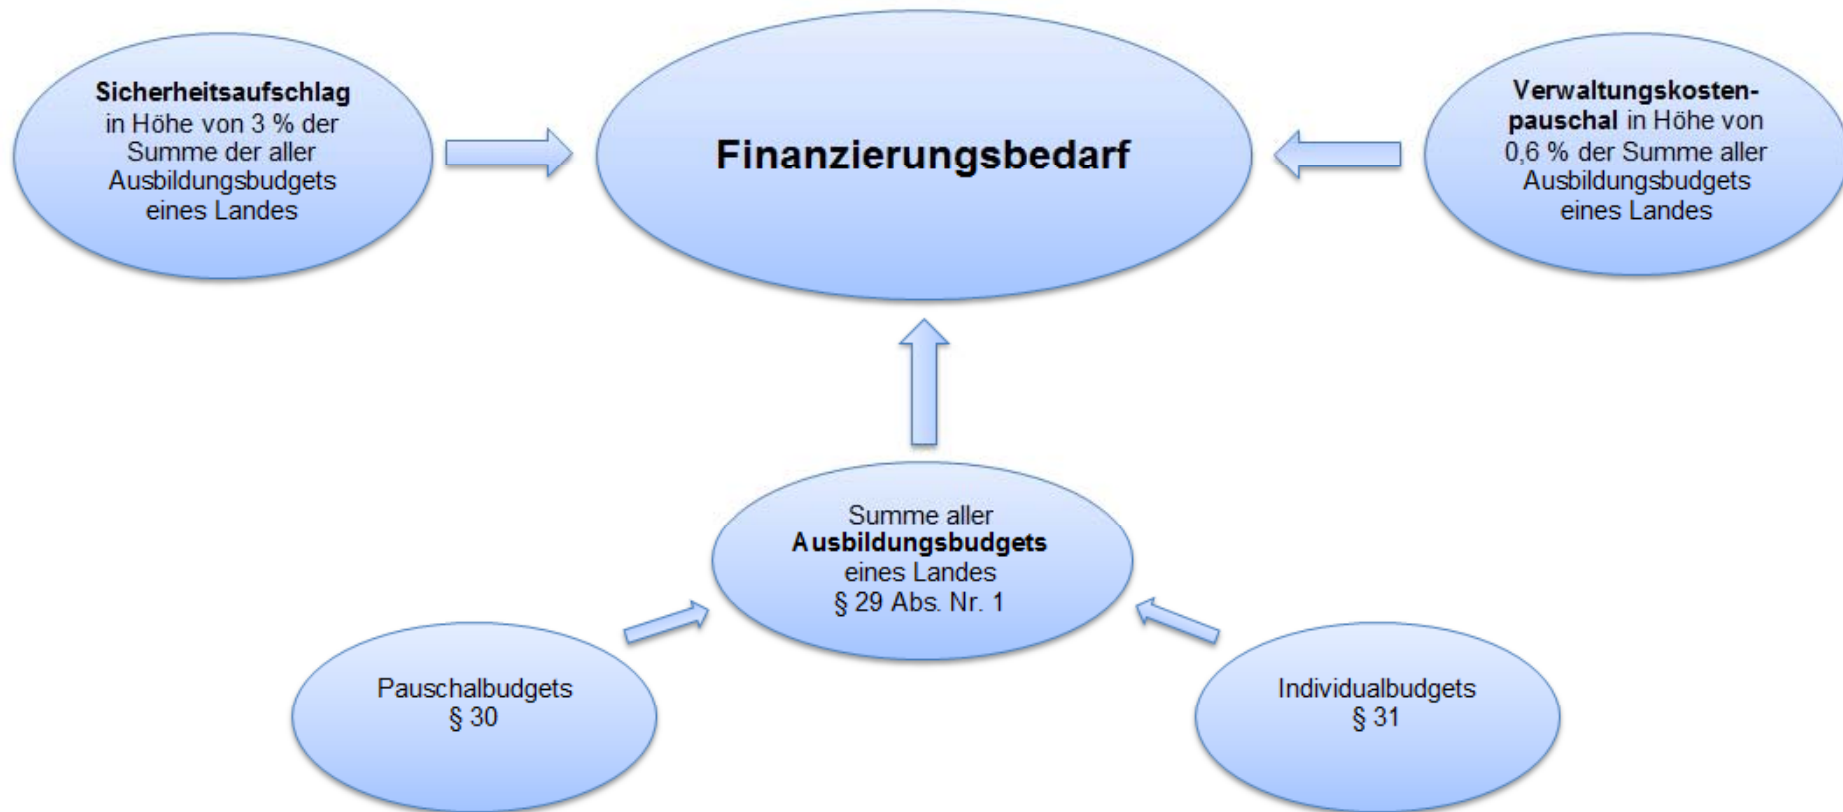 Sicherheitsaufschlag
in Höhe von 3 % der
Summe der aller
Ausbildungsbudgets
eines Landes
Finanzierungsbedarf
Verwaltungskosten-
pauschal in Höhe von
0,6 % der Summe aller
Ausbildungsbudgets
eines Landes
Summe aller
Ausbildungsbudgets
eines Landes
§ 29 Abs. Nr. 1
Pauschalbudgets
§ 30
Individualbudgets
§ 31